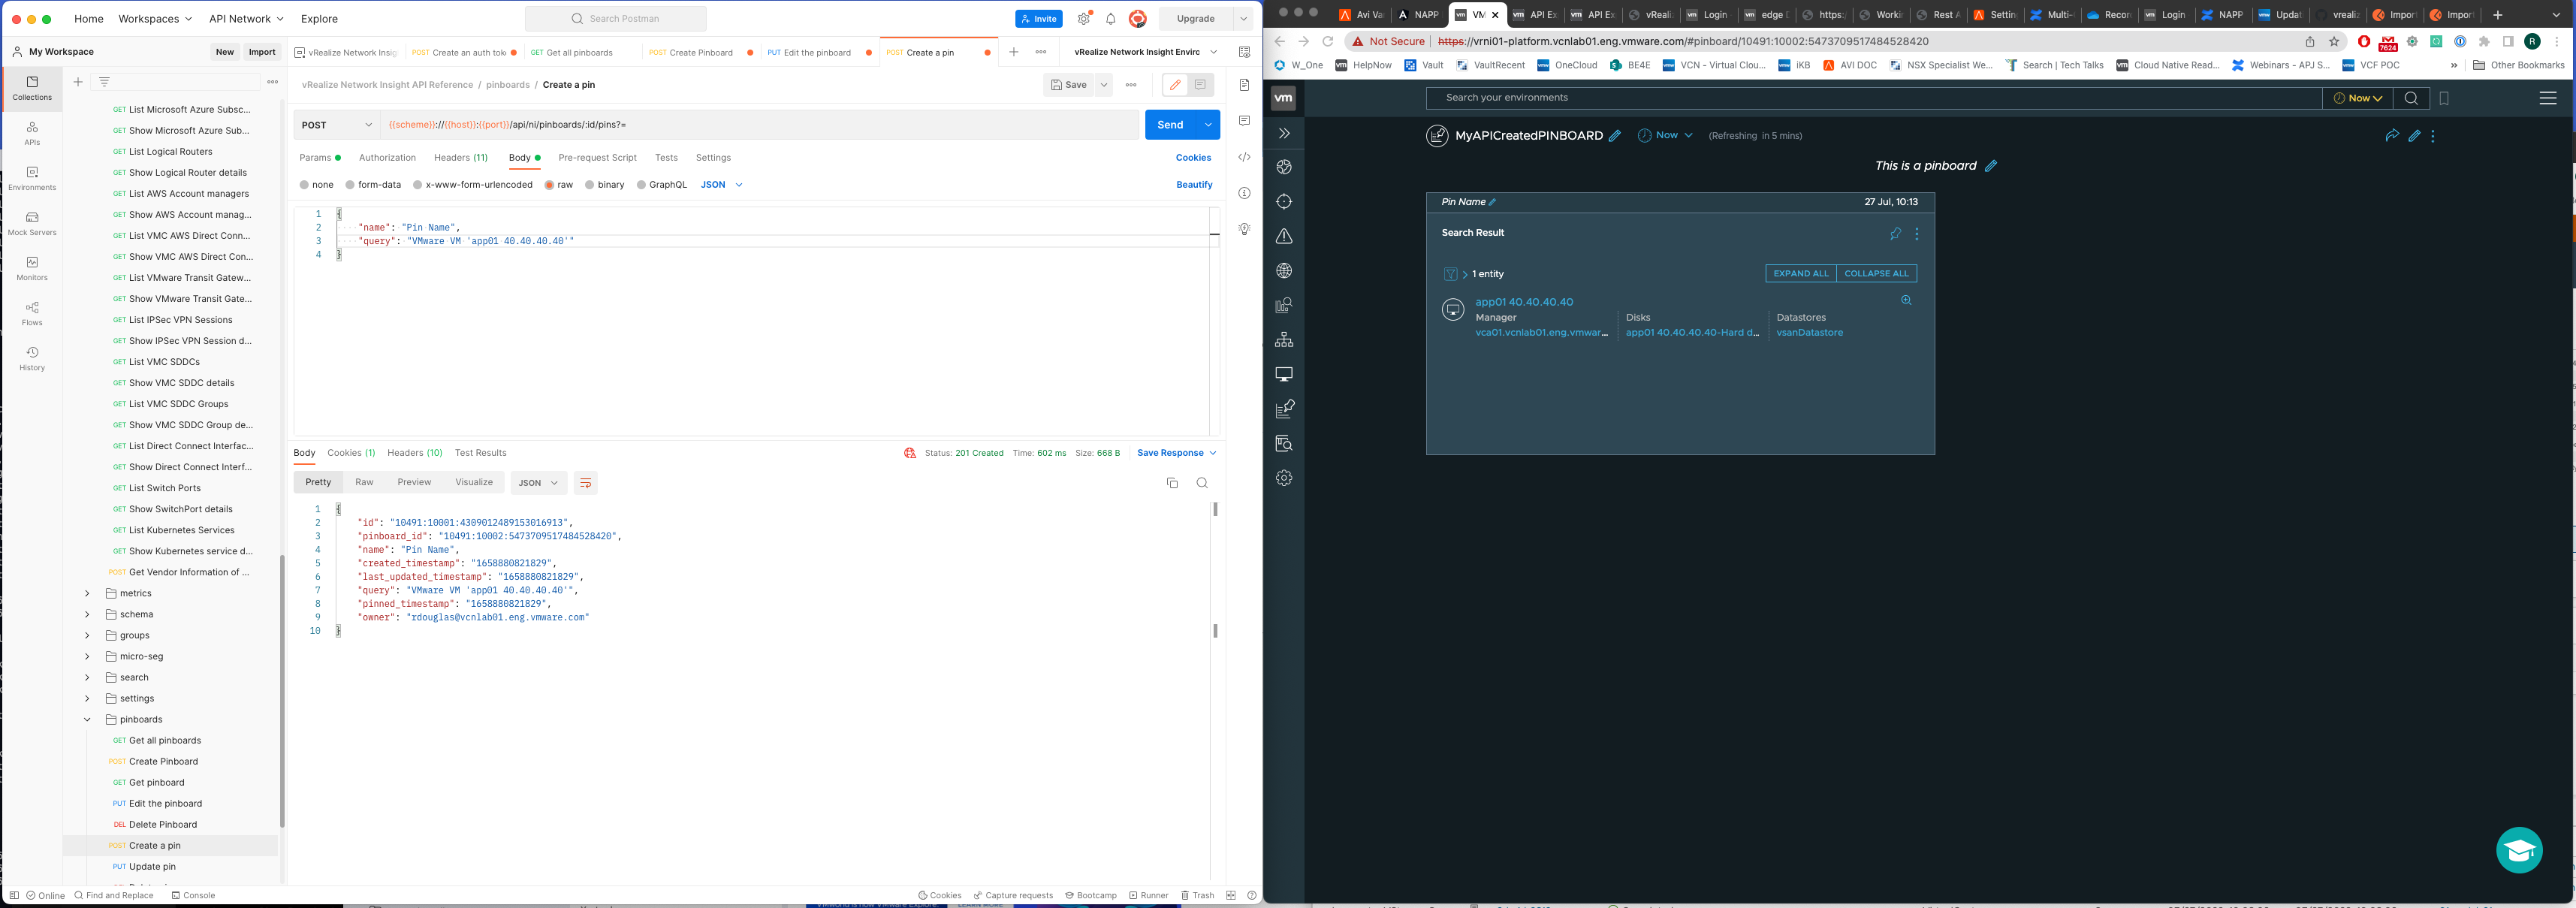 Home Workspaces API Network Explore
Search Postman
Invite
Upgrade
My Workspace
New Import
vRealize Network Insig
POST Create an auth tok
GET Get all pinboards
POST Create Pinboard
PUT Edit the pinboard
POST Create a pin
vRealize Network Insight Enviro
Collections
APIs
Environments
Mock Servers
Monitors
Flows
History
GET List Microsoft Azure Subsc...
GET Show Microsoft Azure Sub...
GET List Logical Routers
GET Show Logical Router details
GET List AWS Account managers
GET Show AWS Account manag...
GET List VMC AWS Direct Conn...
GET Show VMC AWS Direct Con...
GET List VMware Transit Gatew...
GET Show VMware Transit Gate...
GET List IPSec VPN Sessions
GET Show IPSec VPN Session d...
GET List VMC SDDCs
GET Show VMC SDDC details
GET List VMC SDDC Groups
GET Show VMC SDDC Group de...
GET List Direct Connect Interfac...
GET Show Direct Connect Interf...
GET List Switch Ports
GET Show SwitchPort details
GET List Kubernetes Services
GET Show Kubernetes service d...
POST Get Vendor Information of ...
metrics
schema
groups
micro-seg
search
settings
pinboards
GET Get all pinboards
POST Create Pinboard
GET Get pinboard
PUT Edit the pinboard
DEL Delete Pinboard
POST Create a pin
PUT Update pin
vRealize Network Insight API Reference / pinboards / Create a pin
Save
POST {{scheme}}://{{host}}:{{port}}/api/ni/pinboards/:id/pins?=
Send
Params Authorization Headers (11) Body Pre-request Script Tests Settings
Cookies
none form-data x-www-form-urlencoded raw binary GraphQL JSON
Beautify
1 {
2 "name": "Pin Name",
3 "query": "VMware VM 'app01 40.40.40.40'"
4 }
Body Cookies (1) Headers (10) Test Results
Status: 201 Created Time: 602 ms Size: 668 B Save Response
Pretty Raw Preview Visualize JSON
1 {
2 "id": "10491:10001:4309012489153016913",
3 "pinboard_id": "10491:10002:5473709517484528420",
4 "name": "Pin Name",
5 "created_timestamp": "1658880821829",
6 "last_updated_timestamp": "1658880821829",
7 "query": "VMware VM 'app01 40.40.40.40'",
8 "pinned_timestamp": "1658880821829",
9 "owner": "rdouglas@vcnlab01.eng.vmware.com"
10 }
Online Find and Replace Console
Cookies Capture requests Bootcamp Runner Trash
Avi Va NAPP VM API Ex API Ex vReali Login edge D https: Workin Rest A Settin Multi- Recon Login NAPP Updat vrealiz Import Import
Not Secure https://vrni01-platform.vcnlab01.eng.vmware.com/#pinboard/10491:10002:5473709517484528420
7624
R
W_One HelpNow Vault VaultRecent OneCloud BE4E VCN - Virtual Clou... iKB AVI DOC NSX Specialist We... Search | Tech Talks Cloud Native Read... Webinars - APJ S... VCF POC » Other Bookmarks
vm
Search your environments
Now
MyAPICreatedPINBOARD Now (Refreshing in 5 mins)
This is a pinboard
Pin Name 27 Jul, 10:13
Search Result
1 entity EXPAND ALL COLLAPSE ALL
app01 40.40.40.40
Manager Disks Datastores
vca01.vcnlab01.eng.vmwar... app01 40.40.40.40-Hard d... vsanDatastore